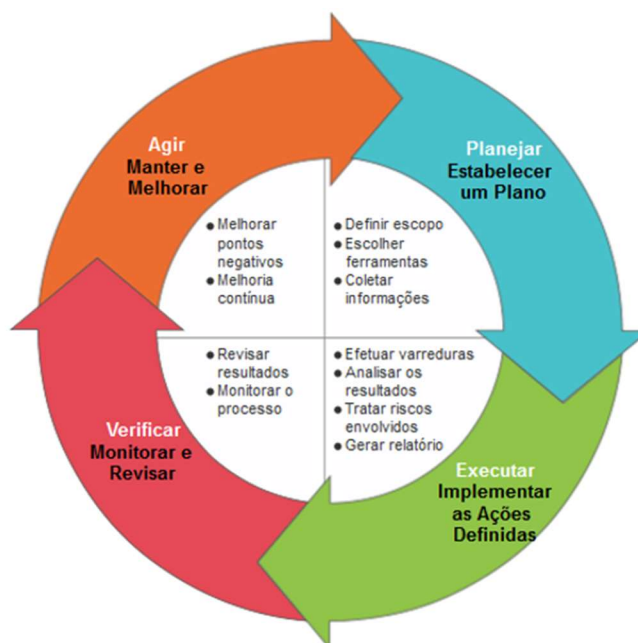 Agir
Manter e
Melhorar
Planejar
Estabelecer
um Plano
• Melhorar
pontos
negativos
• Melhoria
contínua
• Definir escopo
• Escolher
ferramentas
• Coletar
informações
• Revisar
resultados
• Monitorar o
processo
• Efetuar varreduras
• Analisar os
resultados
• Tratar riscos
envolvidos
• Gerar relatório
Verificar
Monitorar e
Revisar
Executar
Implementar
as Ações
Definidas